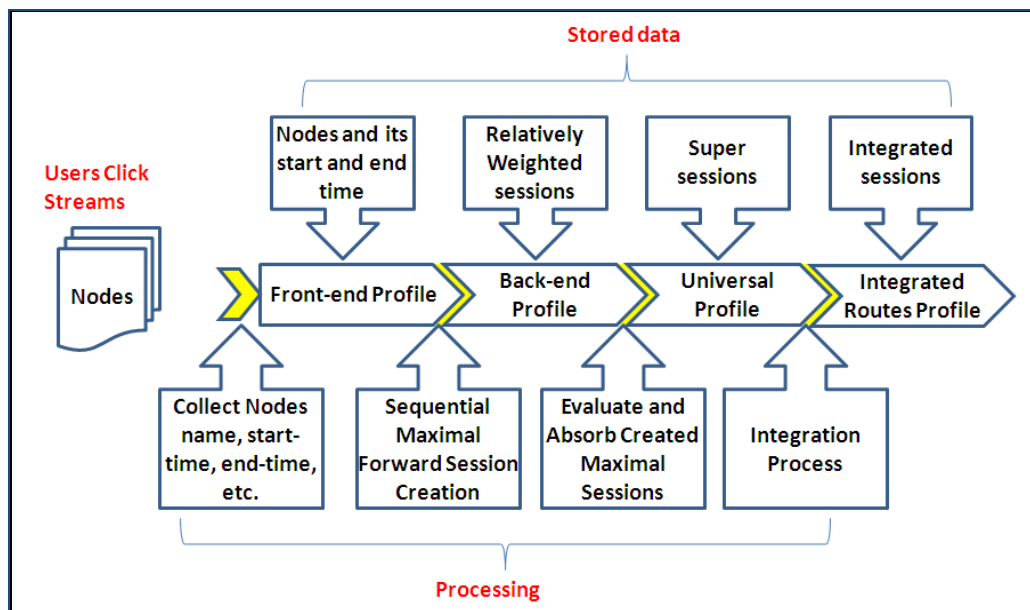 Stored data
Nodes and its
start and end
time
Relatively
Weighted
sessions
Super
sessions
Integrated
sessions
Users Click
Streams
Nodes
Front-end Profile
Back-end
Profile
Universal
Profile
Integrated
Routes Profile
Collect Nodes
name, start-
time, end-time,
etc.
Sequential
Maximal
Forward Session
Creation
Evaluate and
Absorb Created
Maximal
Sessions
Integration
Process
Processing